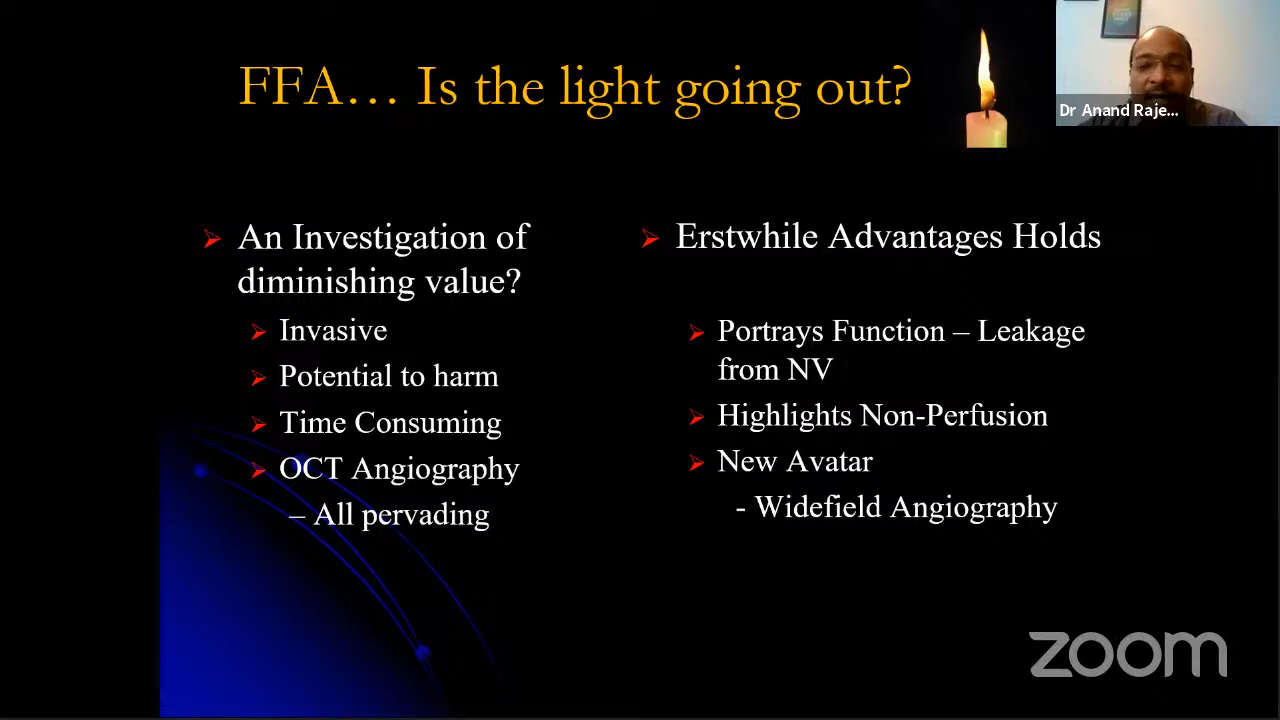 FFA… Is the light going out?
Dr Anand Raje...
An Investigation of
diminishing value?
Invasive
Potential to harm
Time Consuming
OCT Angiography
– All pervading
Erstwhile Advantages Holds
Portrays Function – Leakage
from NV
Highlights Non-Perfusion
New Avatar
- Widefield Angiography
zoom